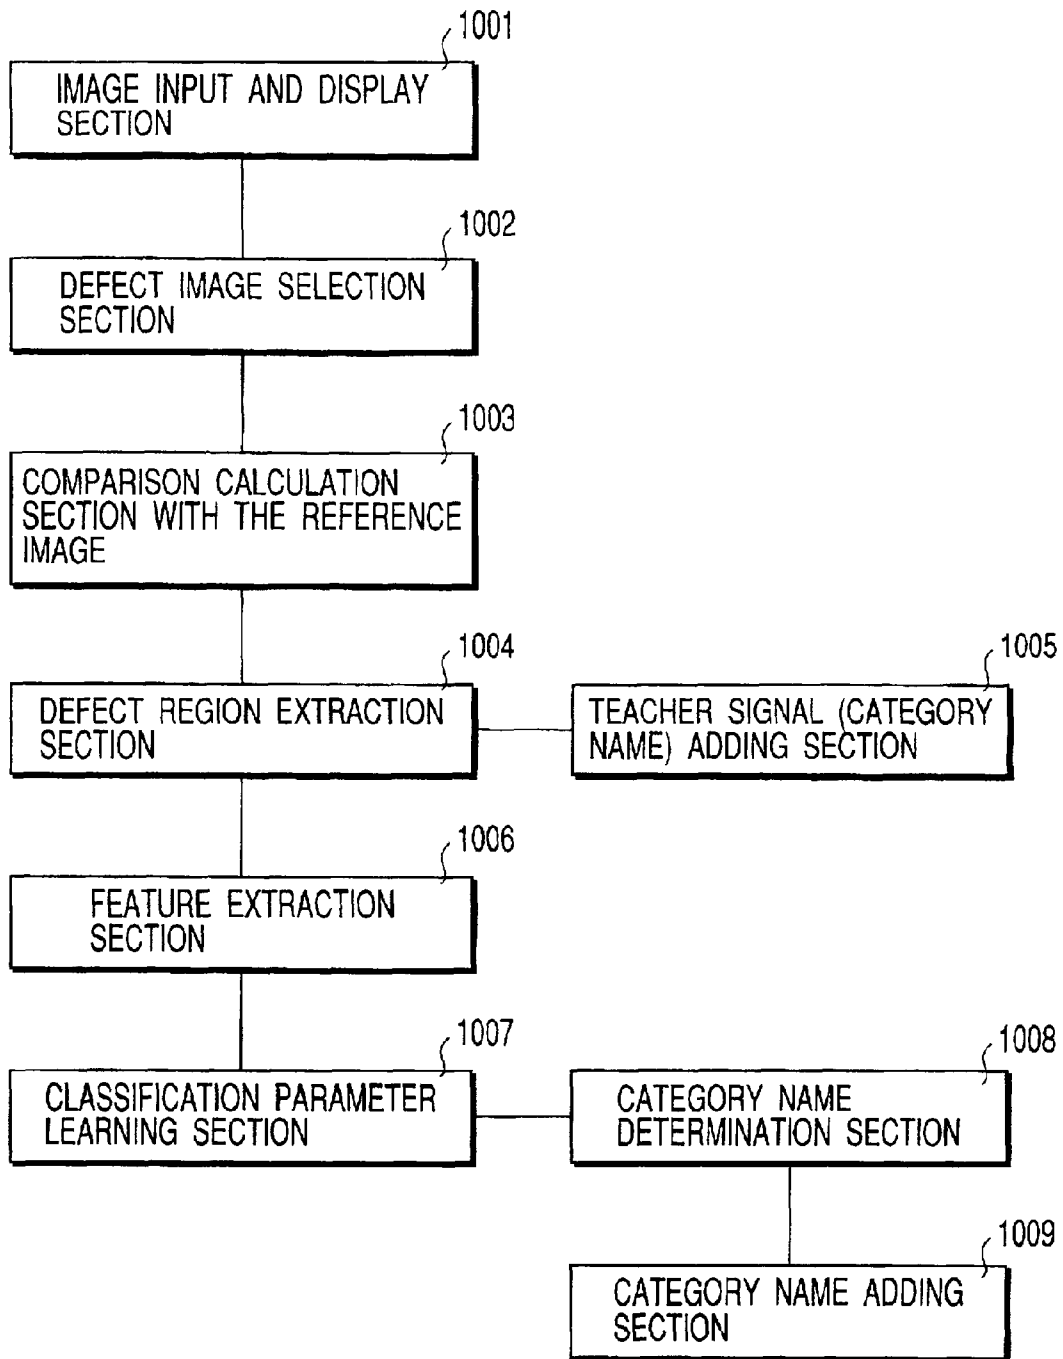 1001
IMAGE INPUT AND DISPLAY
SECTION
1002
DEFECT IMAGE SELECTION
SECTION
1003
COMPARISON CALCULATION
SECTION WITH THE REFERENCE
IMAGE
1004
DEFECT REGION EXTRACTION
SECTION
1005
TEACHER SIGNAL (CATEGORY
NAME) ADDING SECTION
1006
FEATURE EXTRACTION
SECTION
1007
CLASSIFICATION PARAMETER
LEARNING SECTION
1008
CATEGORY NAME
DETERMINATION SECTION
1009
CATEGORY NAME ADDING
SECTION